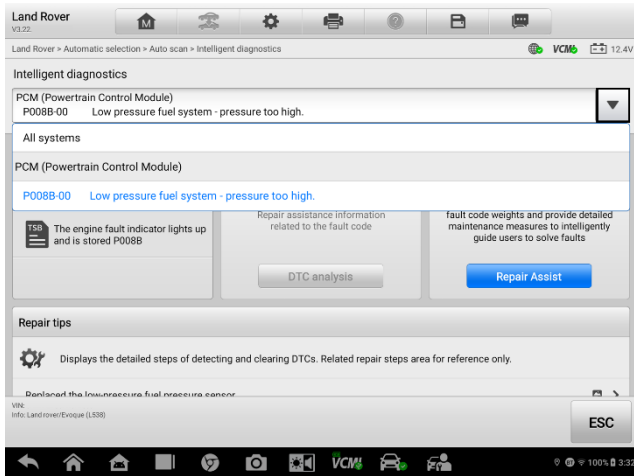 Land Rover
V3.22
Land Rover > Automatic selection > Auto scan > Intelligent diagnostics
VCMI 12.4V
Intelligent diagnostics
PCM (Powertrain Control Module)
P008B-00 Low pressure fuel system - pressure too high.
All systems
PCM (Powertrain Control Module)
P008B-00 Low pressure fuel system - pressure too high.
TSB
The engine fault indicator lights up
and is stored P008B
Repair assistance information
related to the fault code
DTC analysis
fault code weights and provide detailed
maintenance measures to intelligently
guide users to solve faults
Repair Assist
Repair tips
Displays the detailed steps of detecting and clearing DTCs. Related repair steps area for reference only.
Replaced the low-pressure fuel pressure sensor
VIN:
Info: Land rover/Evoque (L538)
ESC
VCMI
100% 3:32